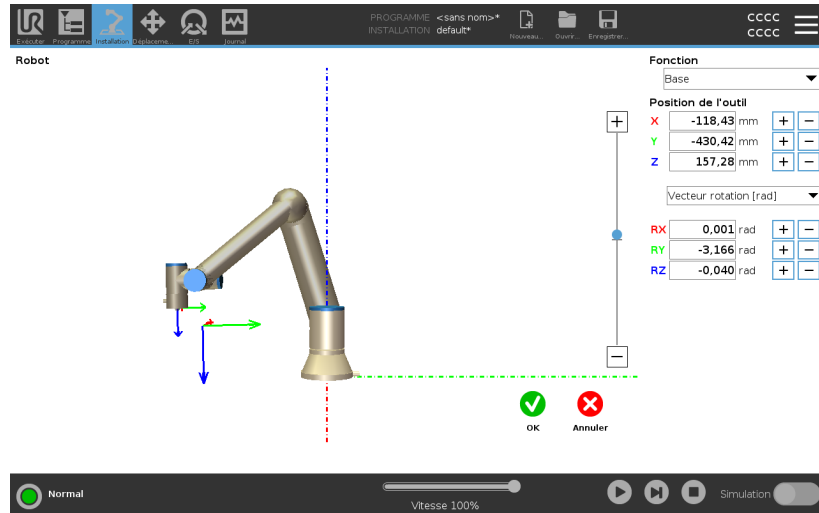 UR
Exécuter
Programme
Installation
Déplaceme...
E/S
Journal
PROGRAMME <sans nom>*
INSTALLATION default*
Nouveau...
Ouvrir...
Enregistrer...
cccc
cccc
Robot
Fonction
Base
Position de l'outil
X -118,43 mm + −
Y -430,42 mm + −
Z 157,28 mm + −
Vecteur rotation [rad]
RX 0,001 rad + −
RY -3,166 rad + −
RZ -0,040 rad + −
+
−
OK
Annuler
Normal
Vitesse 100%
Simulation